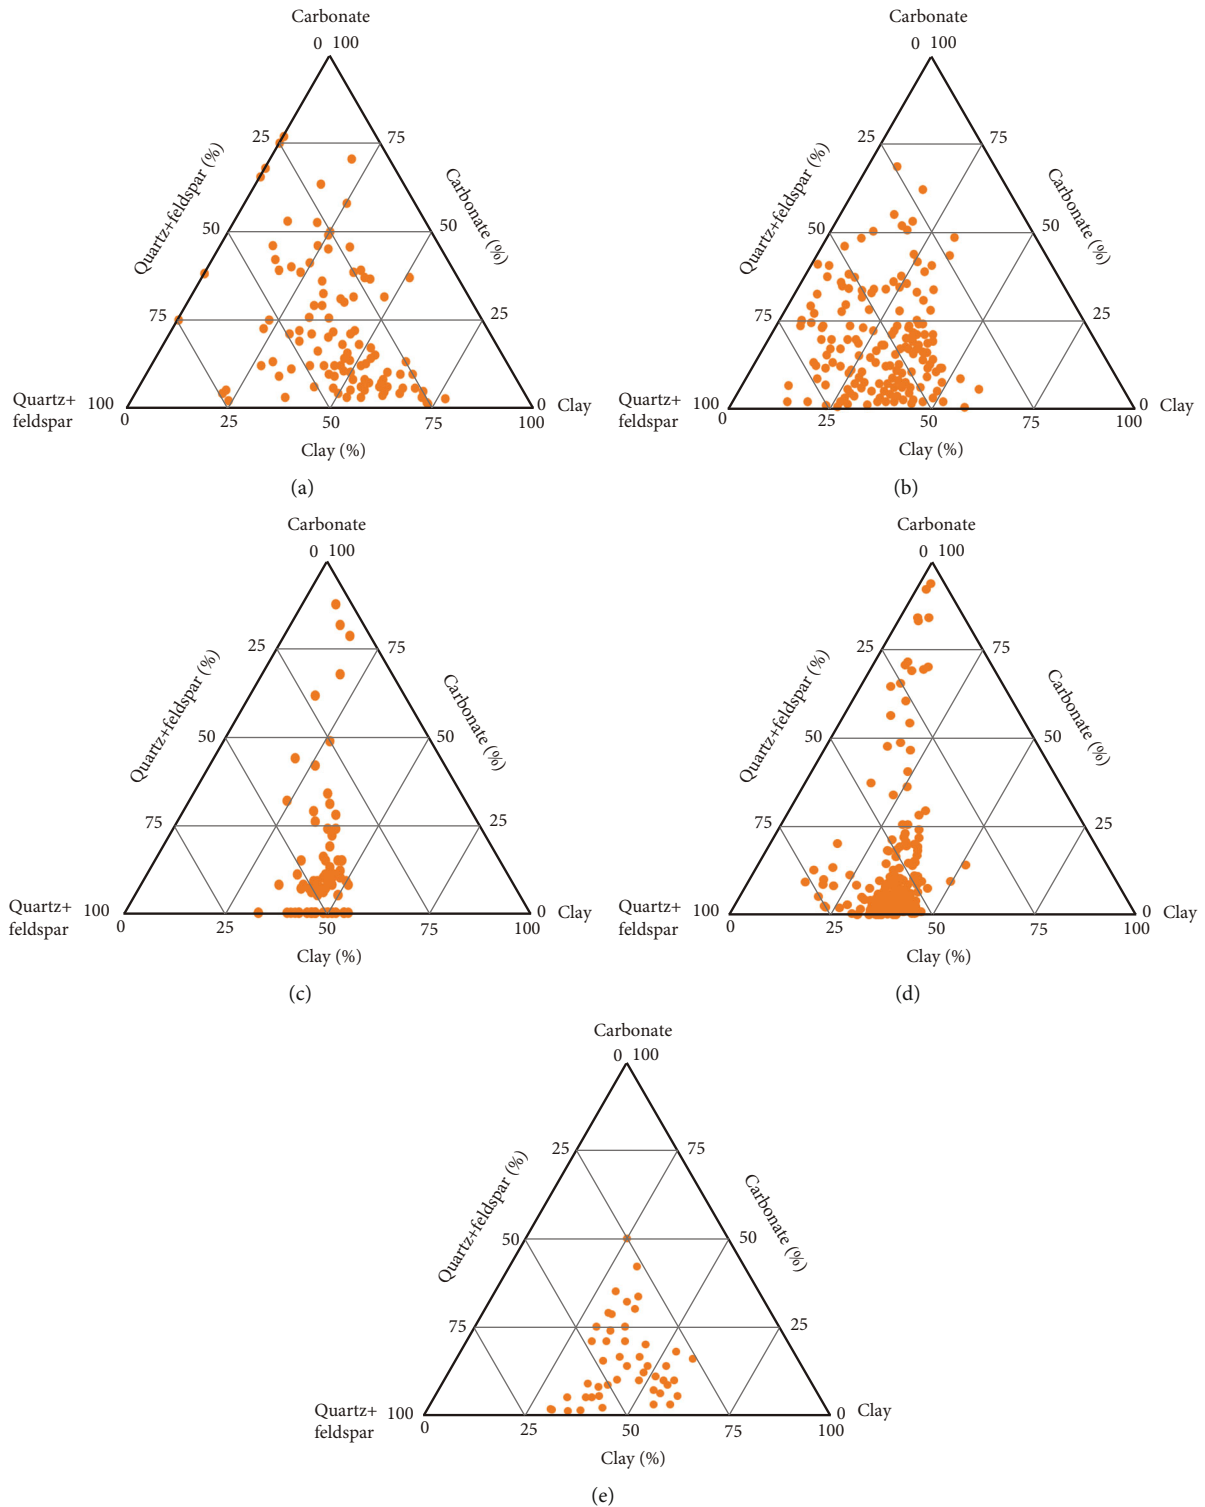 Carbonate
0 100
25 75
Quartz+feldspar (%)
Carbonate (%)
50 50
75 25
Quartz+
feldspar
100 0 Clay
0 25 50 75 100
Clay (%)
(a)
Carbonate
0 100
25 75
Quartz+feldspar (%)
Carbonate (%)
50 50
75 25
Quartz+
feldspar
100 0 Clay
0 25 50 75 100
Clay (%)
(b)
Carbonate
0 100
25 75
Quartz+feldspar (%)
Carbonate (%)
50 50
75 25
Quartz+
feldspar
100 0 Clay
0 25 50 75 100
Clay (%)
(c)
Carbonate
0 100
25 75
Quartz+feldspar (%)
Carbonate (%)
50 50
75 25
Quartz+
feldspar
100 0 Clay
0 25 50 75 100
Clay (%)
(d)
Carbonate
0 100
25 75
Quartz+feldspar (%)
Carbonate (%)
50 50
75 25
Quartz+
feldspar
100 0 Clay
0 25 50 75 100
Clay (%)
(e)